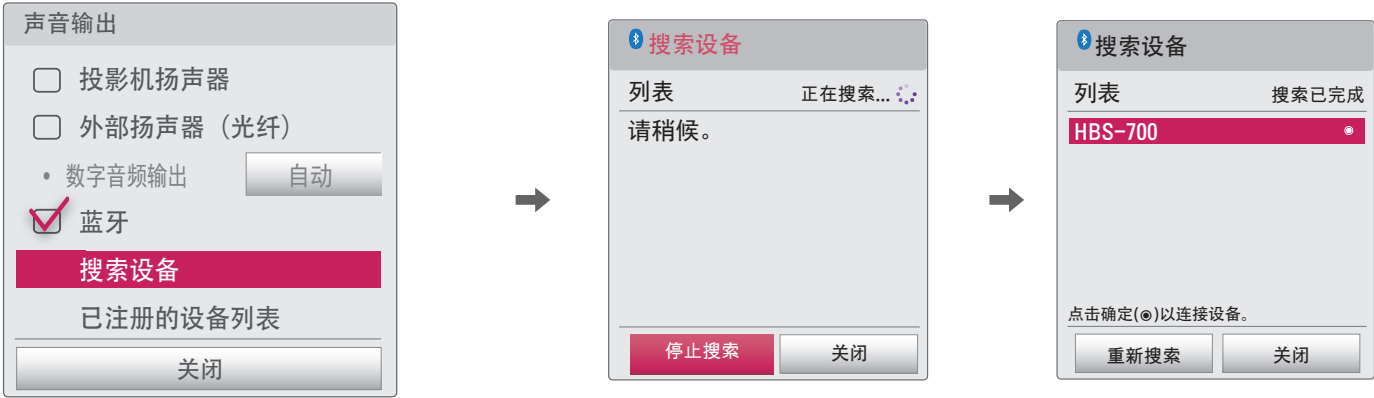 声音输出
投影机扬声器
外部扬声器（光纤）
• 数字音频输出 自动
蓝牙
搜索设备
已注册的设备列表
关闭
搜索设备
列表 正在搜索...
请稍候。
停止搜索 关闭
搜索设备
列表 搜索已完成
HBS-700
点击确定(◉)以连接设备。
重新搜索 关闭